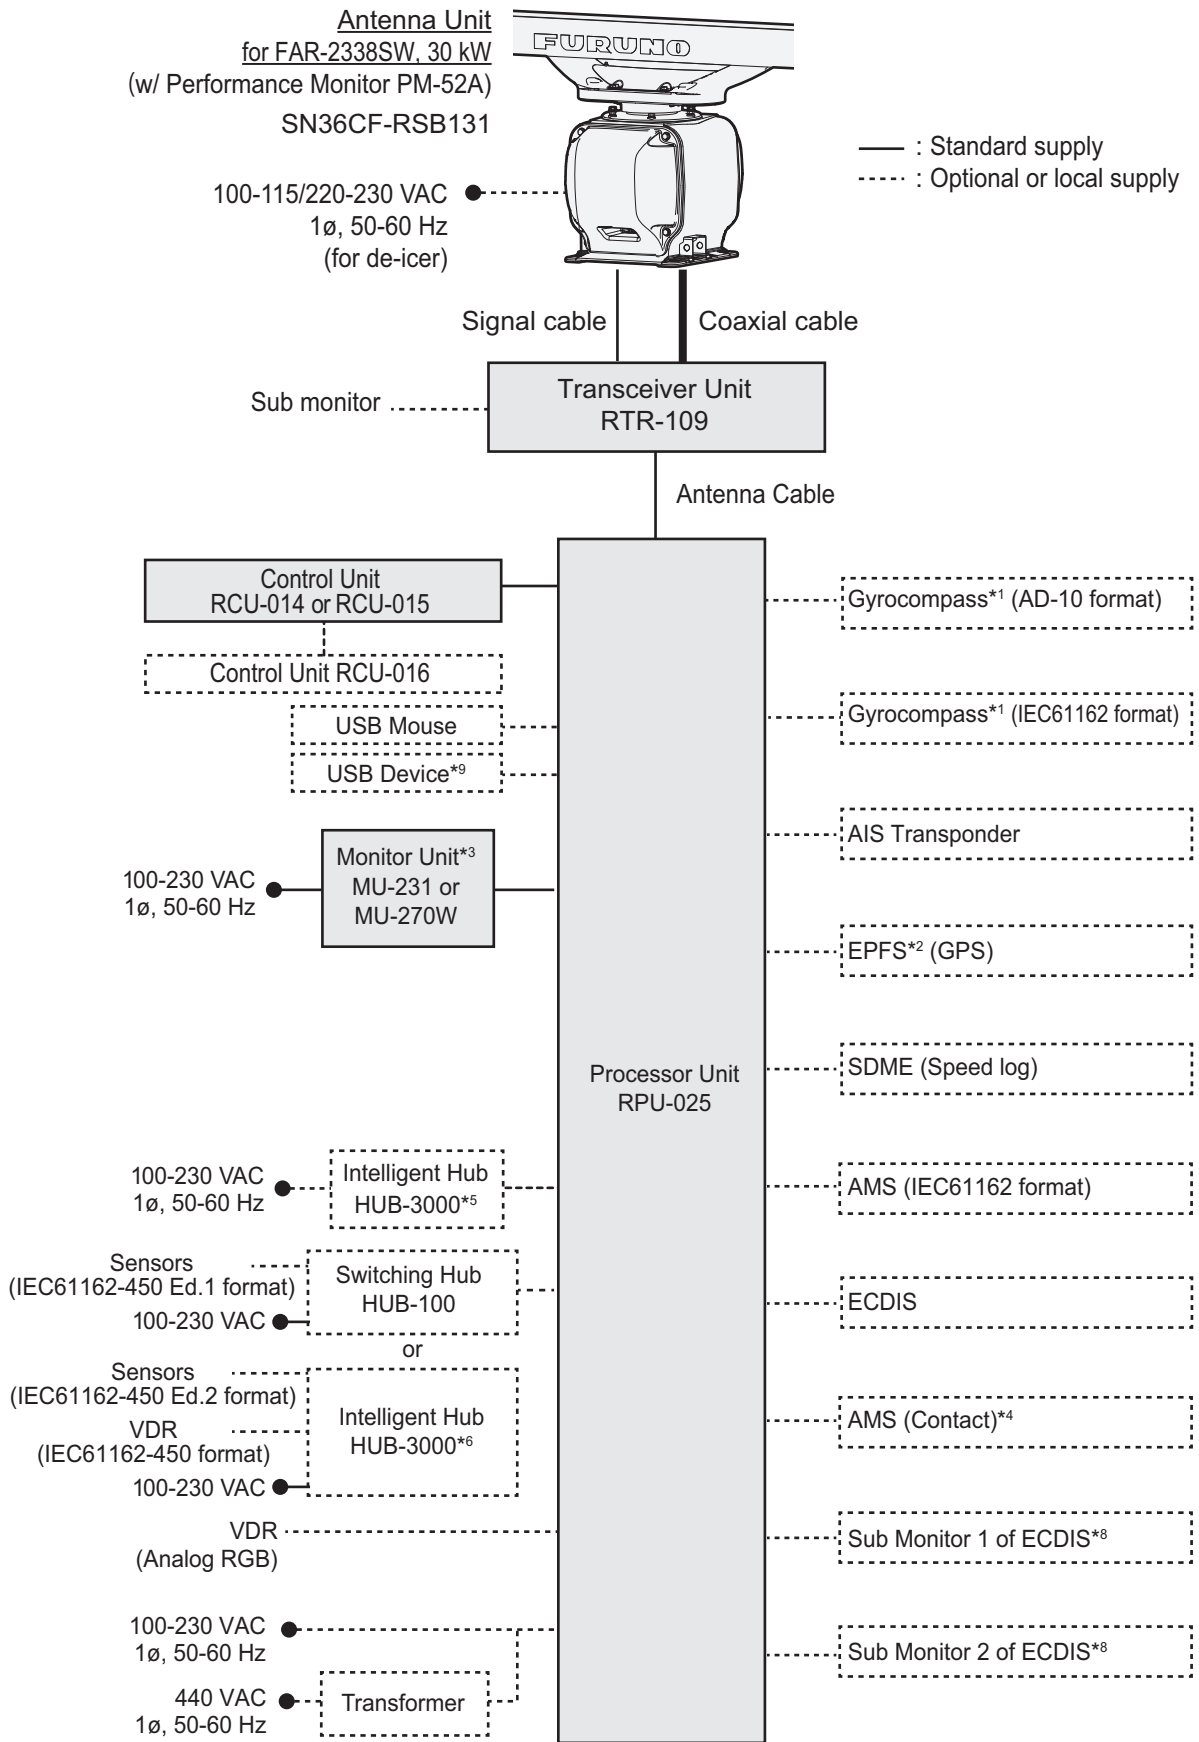 Antenna Unit
for FAR-2338SW, 30 kW
(w/ Performance Monitor PM-52A)
SN36CF-RSB131
FURUNO
: Standard supply
: Optional or local supply
100-115/220-230 VAC
1ø, 50-60 Hz
(for de-icer)
Signal cable
Coaxial cable
Sub monitor
Transceiver Unit
RTR-109
Antenna Cable
Control Unit
RCU-014 or RCU-015
Control Unit RCU-016
USB Mouse
USB Device*9
100-230 VAC
1ø, 50-60 Hz
Monitor Unit*3
MU-231 or
MU-270W
Processor Unit
RPU-025
100-230 VAC
1ø, 50-60 Hz
Intelligent Hub
HUB-3000*5
Sensors
(IEC61162-450 Ed.1 format)
100-230 VAC
Switching Hub
HUB-100
or
Sensors
(IEC61162-450 Ed.2 format)
VDR
(IEC61162-450 format)
100-230 VAC
Intelligent Hub
HUB-3000*6
VDR
(Analog RGB)
100-230 VAC
1ø, 50-60 Hz
440 VAC
1ø, 50-60 Hz
Transformer
Gyrocompass*1 (AD-10 format)
Gyrocompass*1 (IEC61162 format)
AIS Transponder
EPFS*2 (GPS)
SDME (Speed log)
AMS (IEC61162 format)
ECDIS
AMS (Contact)*4
Sub Monitor 1 of ECDIS*8
Sub Monitor 2 of ECDIS*8